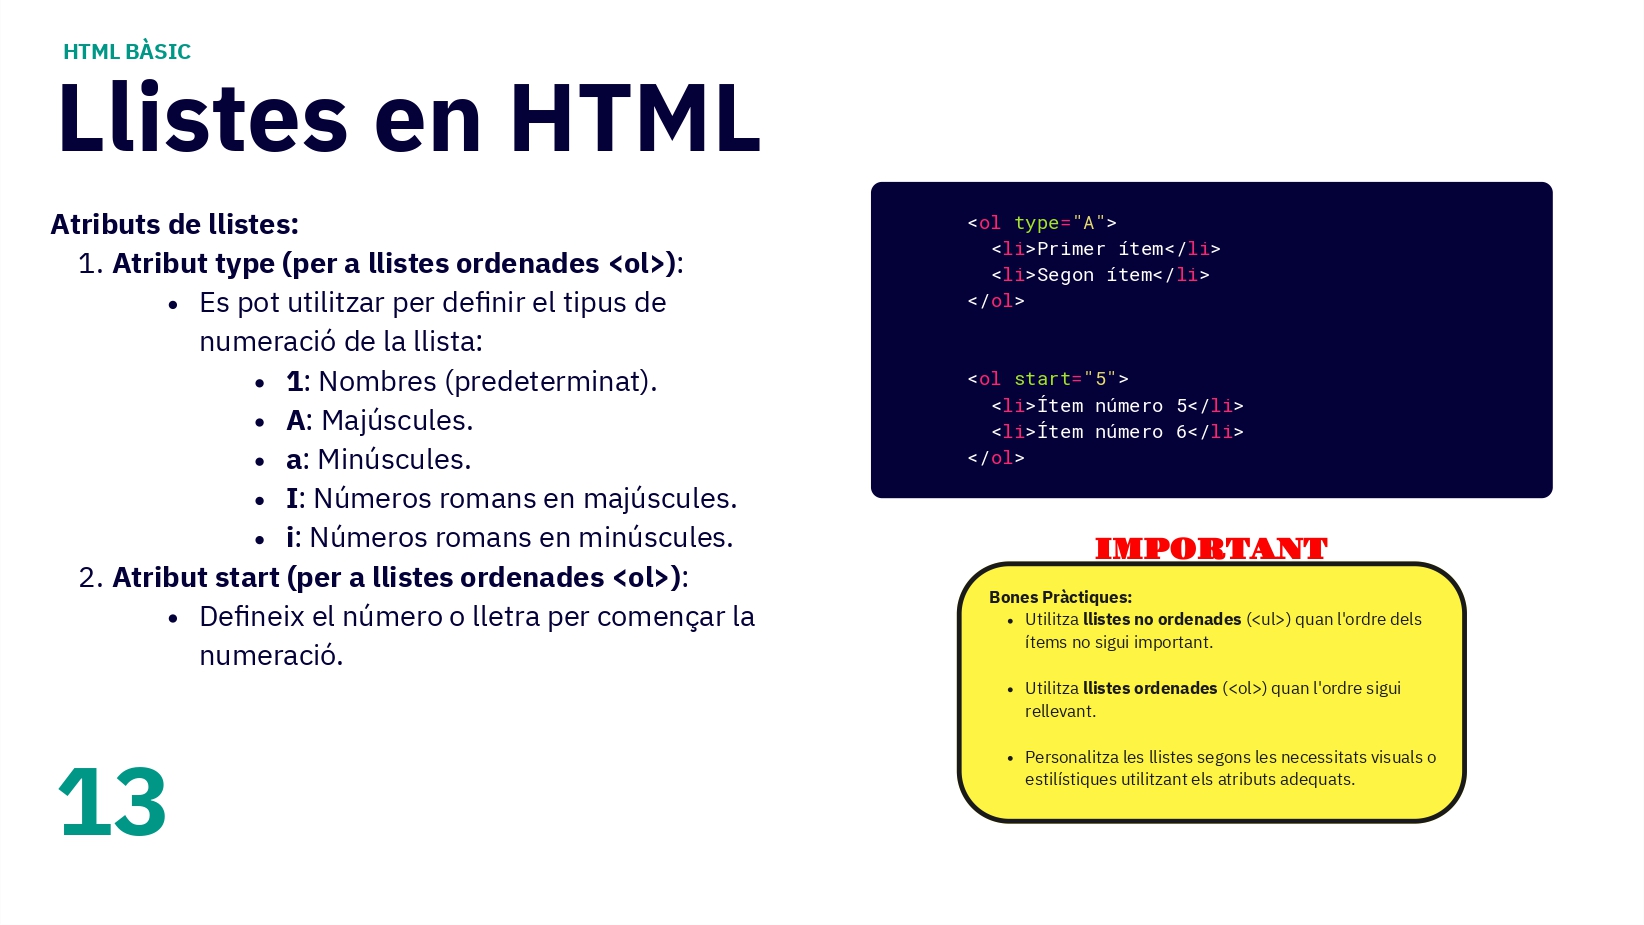 HTML BÀSIC
Llistes en HTML
Atributs de llistes:
1. Atribut type (per a llistes ordenades <ol>):
• Es pot utilitzar per definir el tipus de
numeració de la llista:
• 1: Nombres (predeterminat).
• A: Majúscules.
• a: Minúscules.
• I: Números romans en majúscules.
• i: Números romans en minúscules.
2. Atribut start (per a llistes ordenades <ol>):
• Defineix el número o lletra per començar la
numeració.
13
<ol type="A">
  <li>Primer ítem</li>
  <li>Segon ítem</li>
</ol>
<ol start="5">
  <li>Ítem número 5</li>
  <li>Ítem número 6</li>
</ol>
IMPORTANT
Bones Pràctiques:
• Utilitza llistes no ordenades (<ul>) quan l'ordre dels
ítems no sigui important.
• Utilitza llistes ordenades (<ol>) quan l'ordre sigui
rellevant.
• Personalitza les llistes segons les necessitats visuals o
estilístiques utilitzant els atributs adequats.